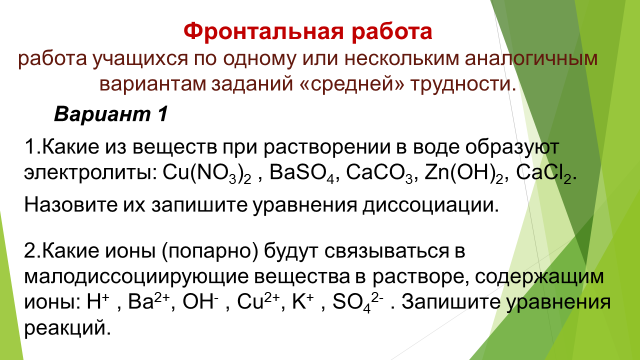 Фронтальная работа
работа учащихся по одному или нескольким аналогичным
вариантам заданий «средней» трудности.
Вариант 1
1.Какие из веществ при растворении в воде образуют
электролиты: Cu(NO₃)₂ , BaSO₄, CaCO₃, Zn(OH)₂, CaCl₂.
Назовите их запишите уравнения диссоциации.
2.Какие ионы (попарно) будут связываться в
малодиссоциирующие вещества в растворе, содержащим
ионы: H⁺ , Ba²⁺, OH⁻ , Cu²⁺, K⁺ , SO₄²⁻ . Запишите уравнения
реакций.